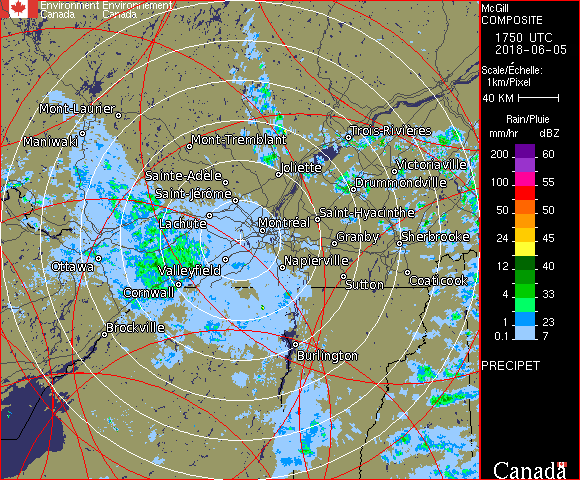 Environment Environnement
Canada Canada
McGill
COMPOSITE
1750 UTC
2018-06-05
Scale/Échelle:
1km/Pixel
40 KM
Rain/Pluie
mm/hr dBZ
200 60
100 55
50 50
24 45
12 40
4 33
1 23
0.1 7
PRECIPET
Canada
Mont-Laurier
Maniwaki
Mont-Tremblant
Trois-Rivières
Sainte-Adèle
Joliette
Victoriaville
Saint-Jérôme
Drummondville
Lachute
Montréal
Saint-Hyacinthe
Granby
Sherbrooke
Ottawa
Valleyfield
Napierville
Cornwall
Sutton
Coaticook
Brockville
Burlington